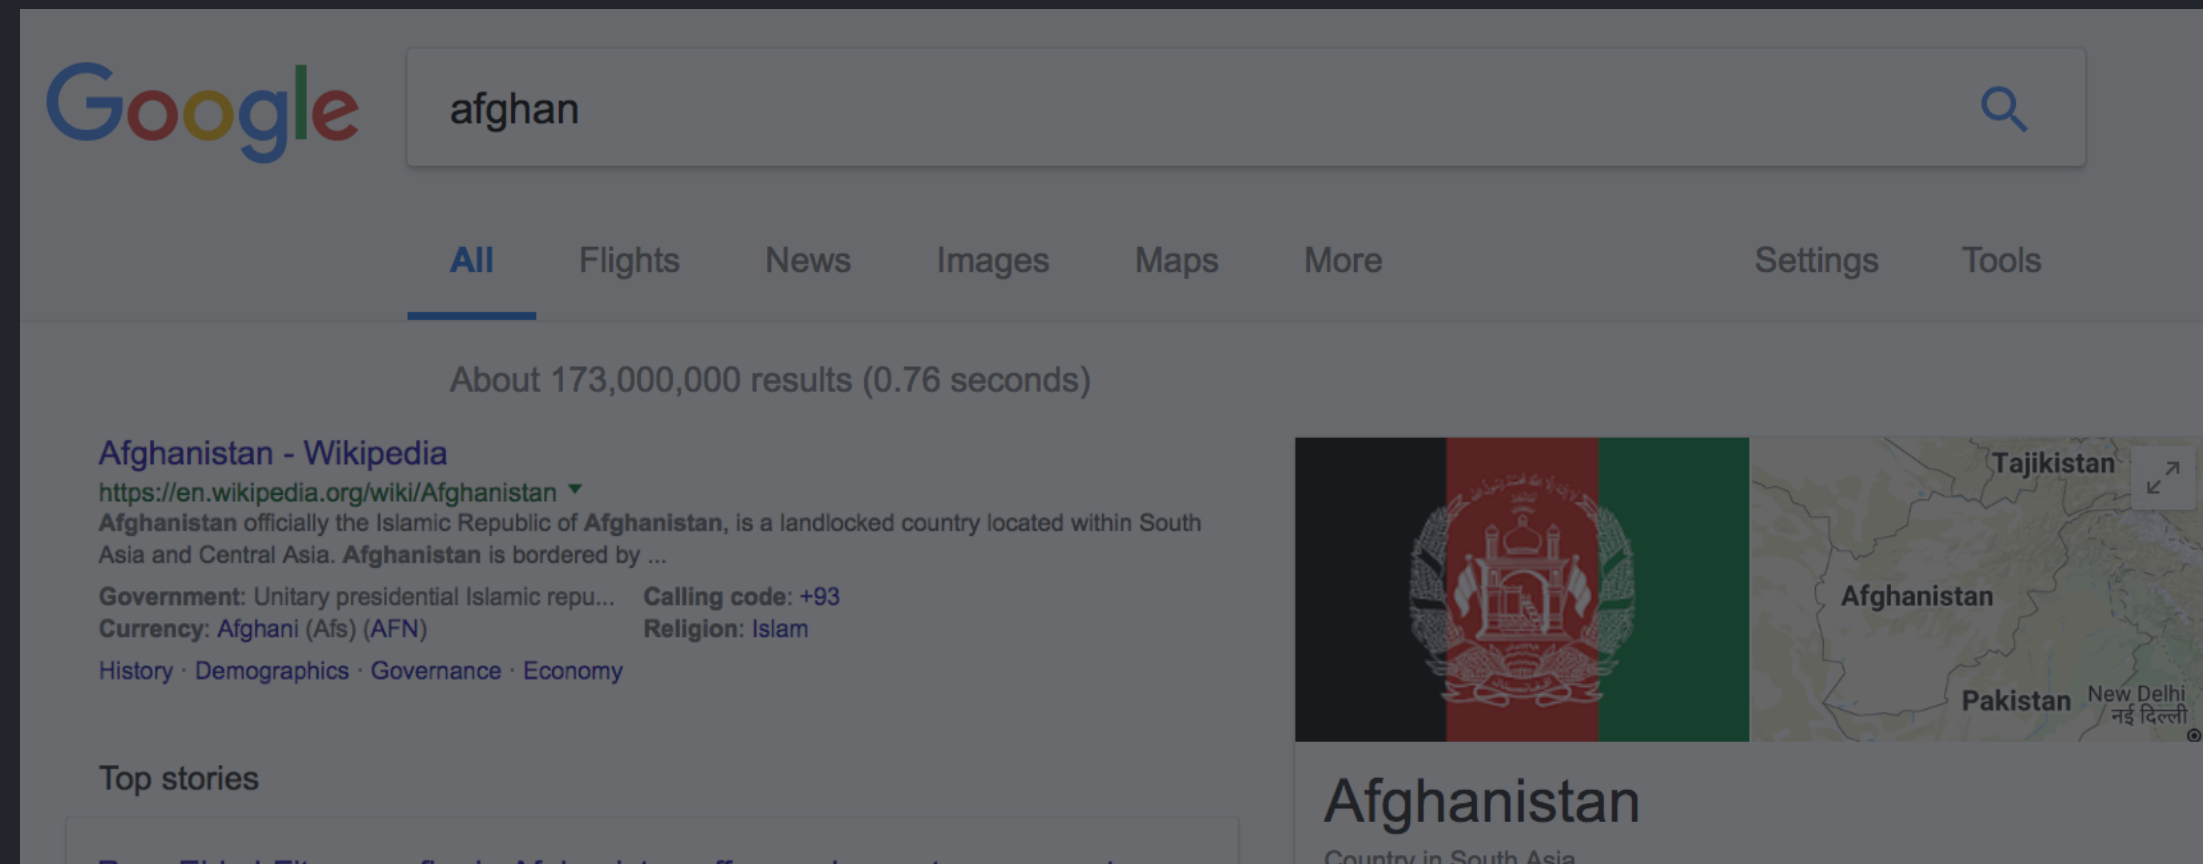 Google
afghan
All Flights News Images Maps More Settings Tools
About 173,000,000 results (0.76 seconds)
Afghanistan - Wikipedia
https://en.wikipedia.org/wiki/Afghanistan
Afghanistan officially the Islamic Republic of Afghanistan, is a landlocked country located within South
Asia and Central Asia. Afghanistan is bordered by ...
Government: Unitary presidential Islamic repu... Calling code: +93
Currency: Afghani (Afs) (AFN) Religion: Islam
History · Demographics · Governance · Economy
Top stories
Tajikistan
Afghanistan
Pakistan
New Delhi
नई दिल्ली
Afghanistan
Country in South Asia